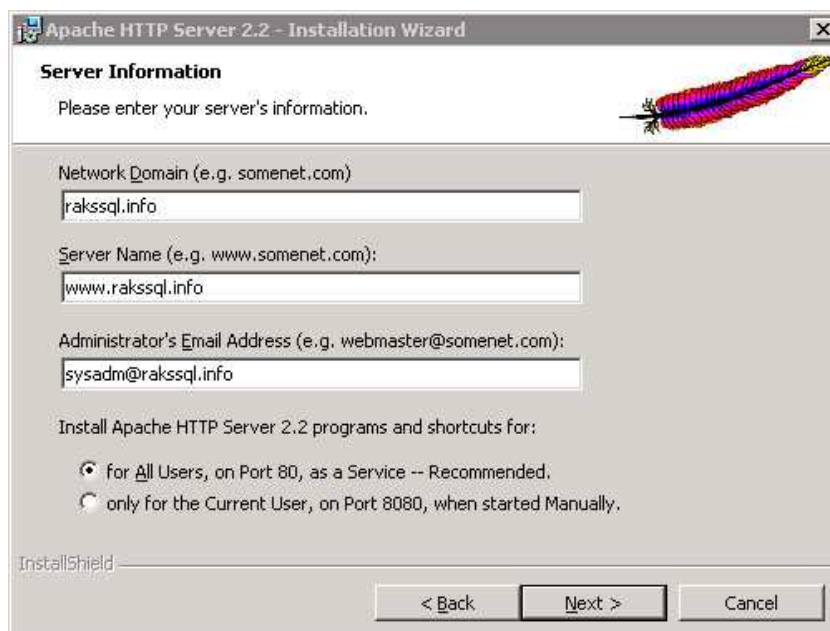 Apache HTTP Server 2.2 - Installation Wizard
Server Information
Please enter your server's information.
Network Domain (e.g. somenet.com)
rakssql.info
Server Name (e.g. www.somenet.com):
www.rakssql.info
Administrator's Email Address (e.g. webmaster@somenet.com):
sysadm@rakssql.info
Install Apache HTTP Server 2.2 programs and shortcuts for:
for All Users, on Port 80, as a Service -- Recommended.
only for the Current User, on Port 8080, when started Manually.
InstallShield
< Back
Next >
Cancel